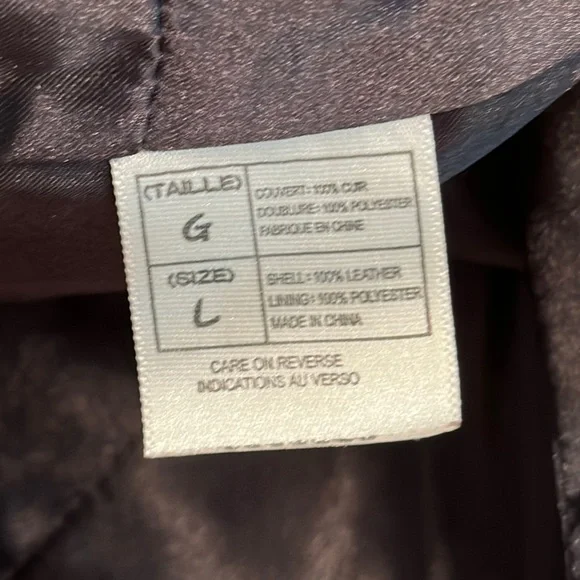 (TAILLE)
G
COUVERT: 100% CUIR
DOUBLURE: 100% POLYESTER
FABRIQUE EN CHINE
(SIZE)
L
SHELL: 100% LEATHER
LINING: 100% POLYESTER
MADE IN CHINA
CARE ON REVERSE
INDICATIONS AU VERSO